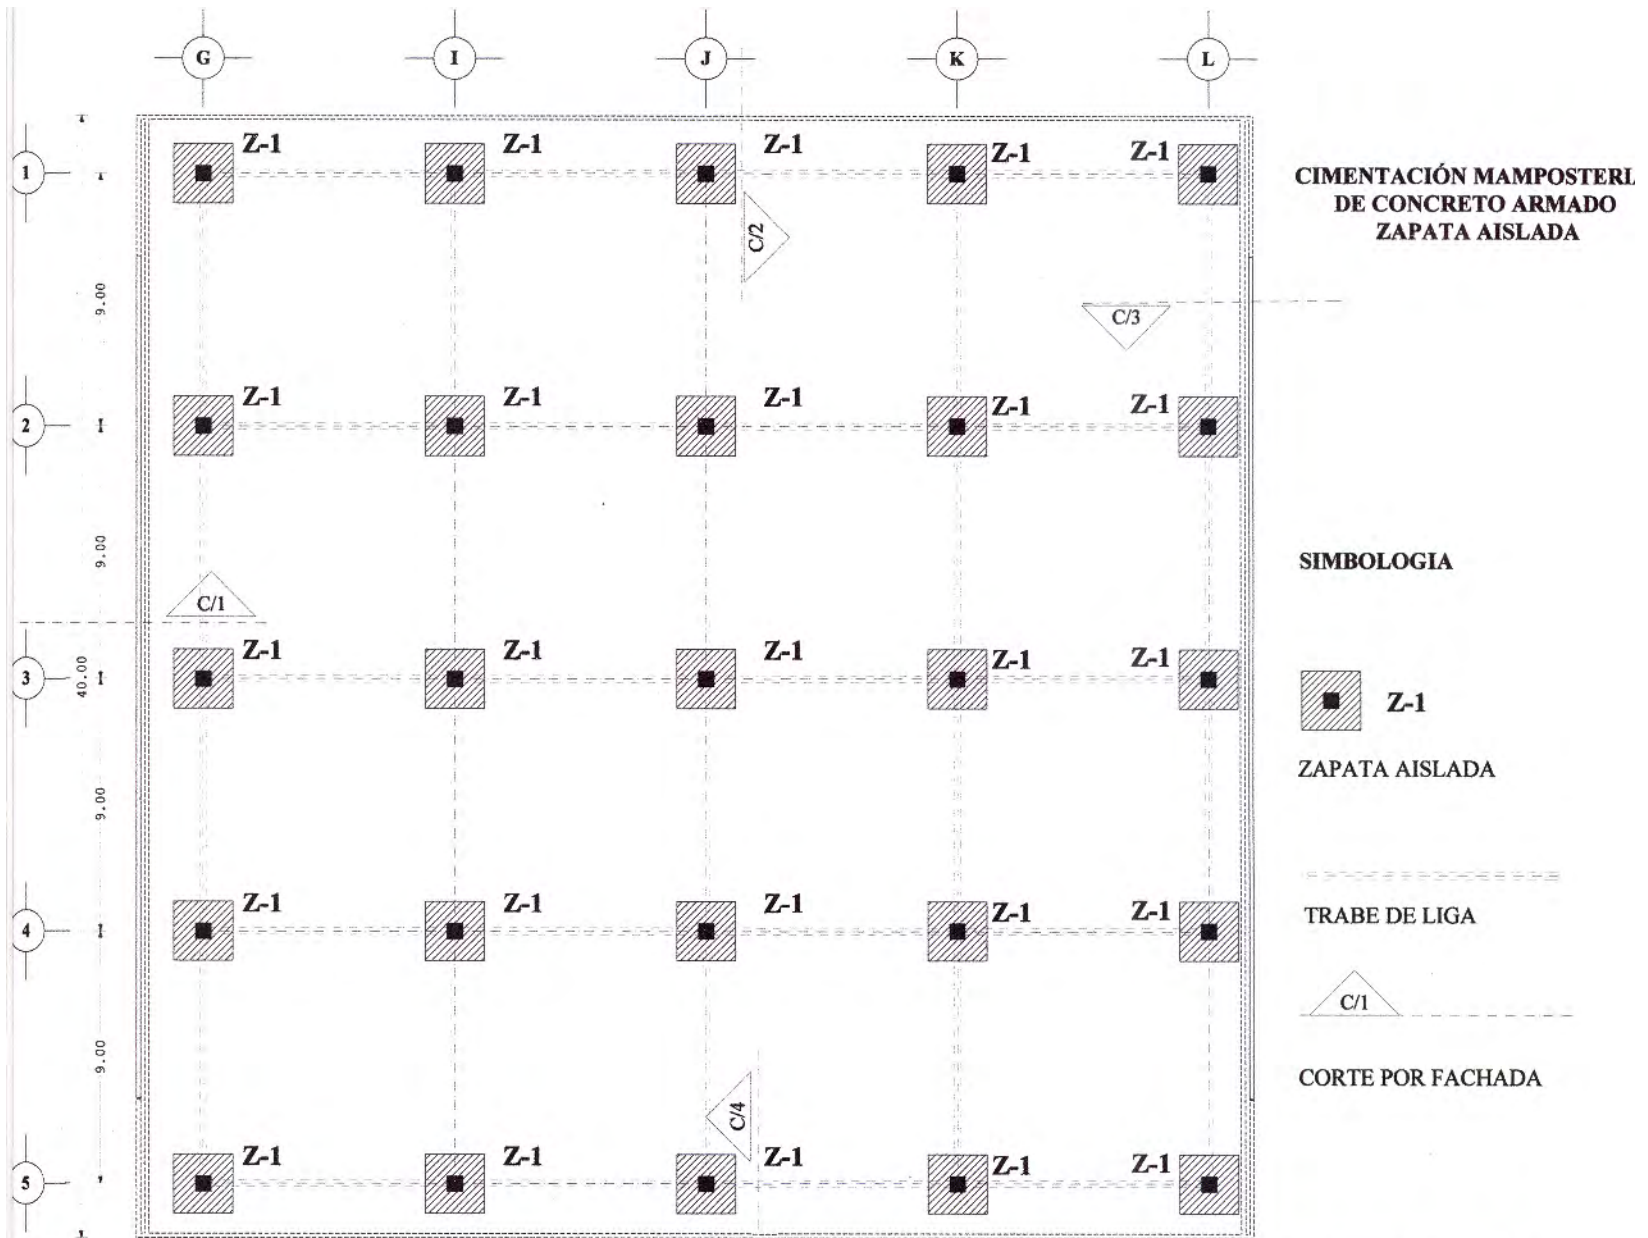 G I J K L
1 Z-1 Z-1 Z-1 Z-1 Z-1
CIMENTACIÓN MAMPOSTERI
DE CONCRETO ARMADO
ZAPATA AISLADA
C/2
9.00
C/3
2 Z-1 Z-1 Z-1 Z-1 Z-1
9.00
SIMBOLOGIA
C/1
3 Z-1 Z-1 Z-1 Z-1 Z-1
40.00
Z-1
ZAPATA AISLADA
9.00
4 Z-1 Z-1 Z-1 Z-1 Z-1
TRABE DE LIGA
C/1
9.00
CORTE POR FACHADA
C/4
5 Z-1 Z-1 Z-1 Z-1 Z-1